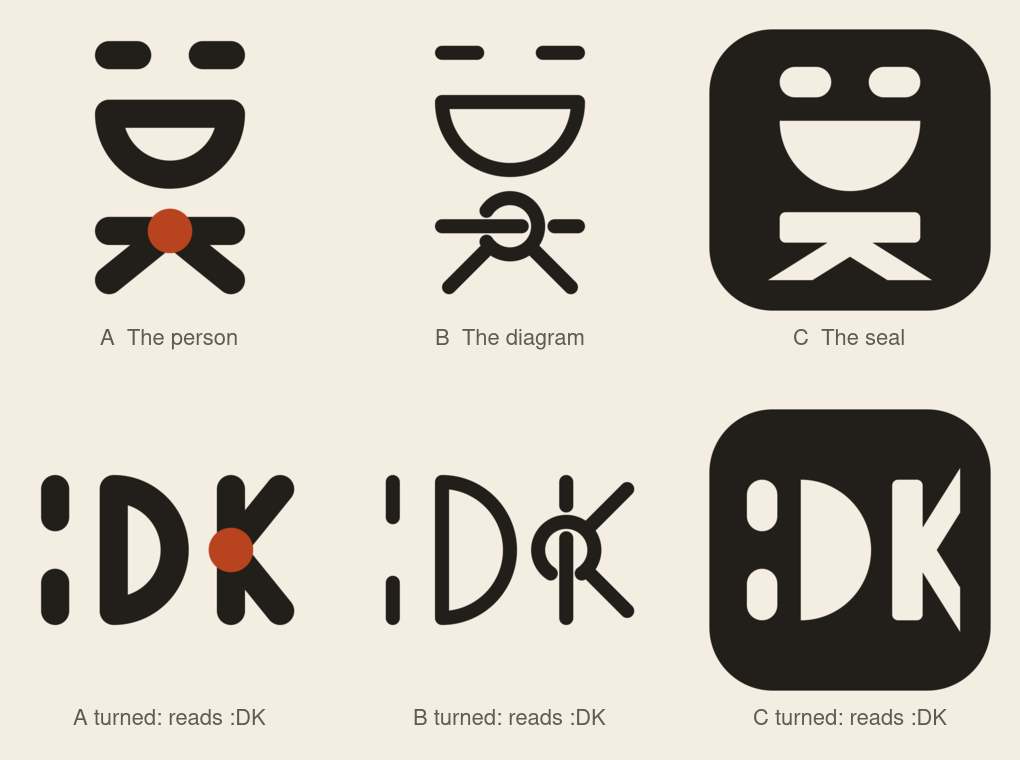 A The person
B The diagram
C The seal
:DK
:DK
:DK
A turned: reads :DK
B turned: reads :DK
C turned: reads :DK